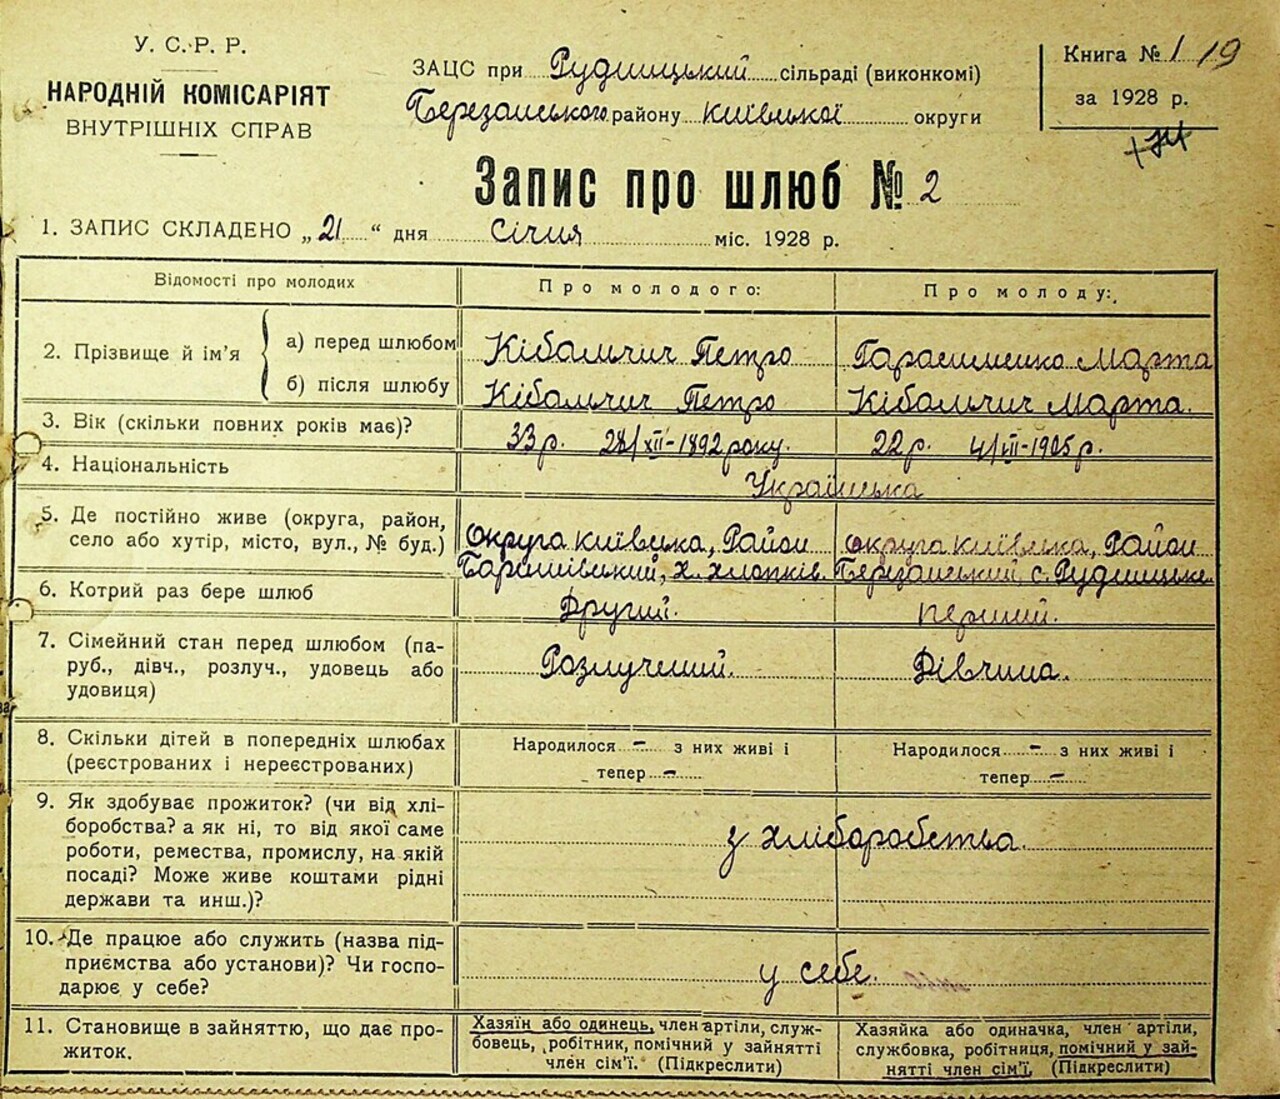 У. С. Р. Р.
НАРОДНІЙ КОМІСАРІЯТ
ВНУТРІШНІХ СПРАВ
ЗАЦС при Рудницький сільраді (виконкомі)
Березанського району Київської округи
Книга № 1 19
за 1928 р.
Запис про шлюб № 2
1. ЗАПИС СКЛАДЕНО „21“ дня Січня міс. 1928 р.
Відомості про молодих
Про молодого:
Про молоду:
2. Прізвище й ім'я
а) перед шлюбом
Кібальчич Петро
Гарасименко Марта
б) після шлюбу
Кібальчич Петро
Кібальчич Марта.
3. Вік (скільки повних років має)?
33 р. 28/XII-1892 року.
22 р. 4/VII-1905 р.
4. Національність
Українська
5. Де постійно живе (округа, район,
село або хутір, місто, вул., № буд.)
Округа Київська, Район
Баришівський, х. Хлопків.
Округа Київська, Район
Березанський, с. Рудницьке.
6. Котрий раз бере шлюб
Другий.
Перший.
7. Сімейний стан перед шлюбом (па-
руб., дівч., розлуч., удовець або
удовиця)
Розлучений.
Дівчина.
8. Скільки дітей в попередніх шлюбах
(реєстрованих і нереєстрованих)
Народилося - з них живі і
тепер -
Народилося - з них живі і
тепер -
9. Як здобуває прожиток? (чи від хлі-
боробства? а як ні, то від якої саме
роботи, ремества, промислу, на якій
посаді? Може живе коштами рідні
держави та инш.)?
з хліборобства.
10. Де працює або служить (назва під-
приємства або установи)? Чи госпо-
дарює у себе?
у себе.
11. Становище в зайняттю, що дає про-
житок.
Хазяїн або одинець, член артілі, служ-
бовець, робітник, помічний у зайнятті
член сім'ї. (Підкреслити)
Хазяйка або одиначка, член артілі,
службовка, робітниця, помічний у зай-
нятті член сім'ї, (Підкреслити)